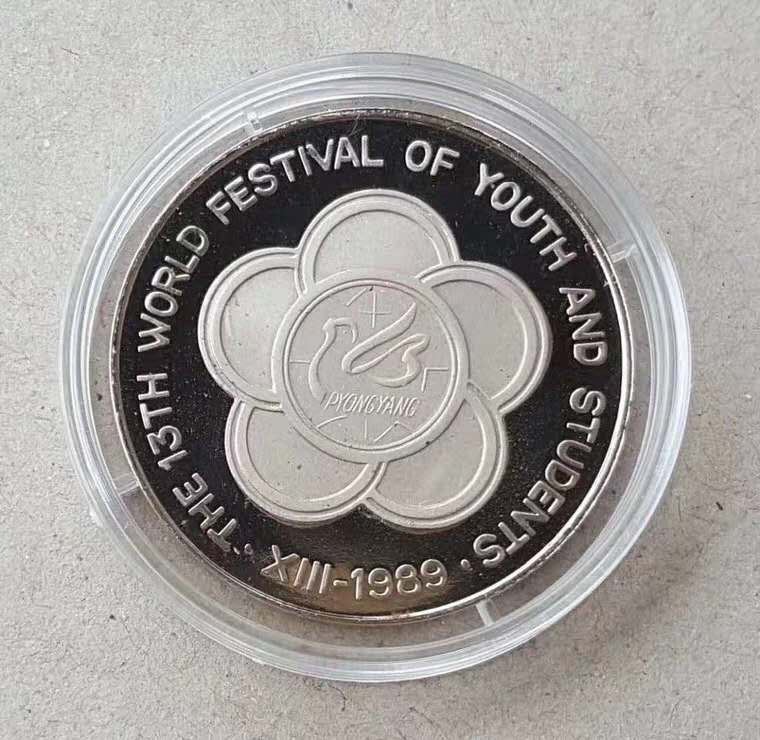 · THE 13TH WORLD FESTIVAL OF YOUTH AND STUDENTS ·
XIII-1989
PYONGYANG